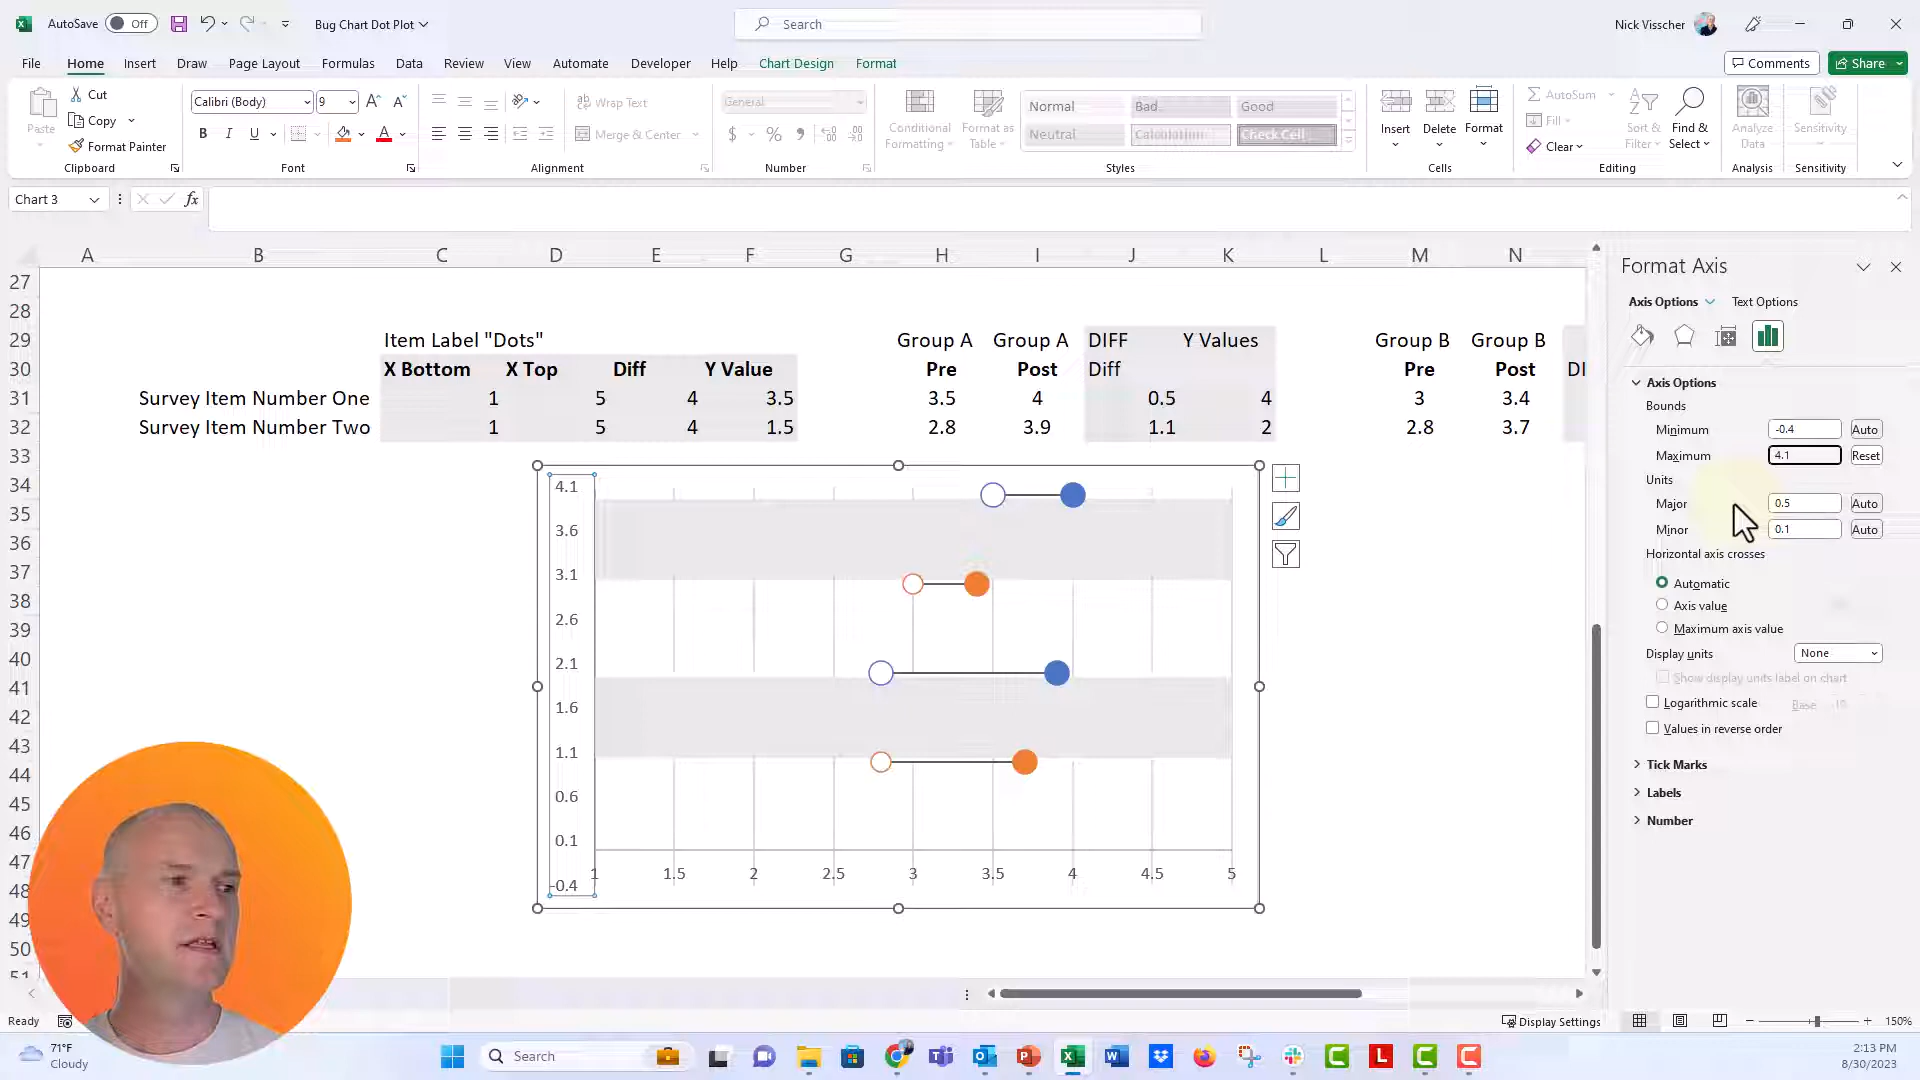 AutoSave Off Bug Chart Dot Plot Search Nick Visscher
File Home Insert Draw Page Layout Formulas Data Review View Automate Developer Help Chart Design Format Comments Share
Cut
Copy
Format Painter
Paste
Clipboard
Calibri (Body) 9
B I U
Font
Wrap Text
Merge & Center
Alignment
General
$ %
Number
Conditional Formatting
Format as Table
Normal Bad Good
Neutral Calculation Check Cell
Styles
Insert Delete Format
Cells
AutoSum
Fill
Clear
Sort & Filter
Find & Select
Editing
Analyze Data
Analysis
Sensitivity
Sensitivity
Chart 3 fx
A B C D E F G H I J K L M N
27
28
29 Item Label "Dots" Group A Group A DIFF Y Values Group B Group B
30 X Bottom X Top Diff Y Value Pre Post Diff Pre Post DI
31 Survey Item Number One 1 5 4 3.5 3.5 4 0.5 4 3 3.4
32 Survey Item Number Two 1 5 4 1.5 2.8 3.9 1.1 2 2.8 3.7
33
34
35
36
37
38
39
40
41
42
43
44
45
46
47
48
49
50
51
4.1
3.6
3.1
2.6
2.1
1.6
1.1
0.6
0.1
-0.4
1 1.5 2 2.5 3 3.5 4 4.5 5
Format Axis
Axis Options Text Options
Axis Options
Bounds
Minimum -0.4 Auto
Maximum 4.1 Reset
Units
Major 0.5 Auto
Minor 0.1 Auto
Horizontal axis crosses
Automatic
Axis value
Maximum axis value
Display units None
Show display units label on chart
Logarithmic scale Base 10
Values in reverse order
Tick Marks
Labels
Number
Ready Display Settings 150%
71°F
Cloudy
Search
2:13 PM
8/30/2023